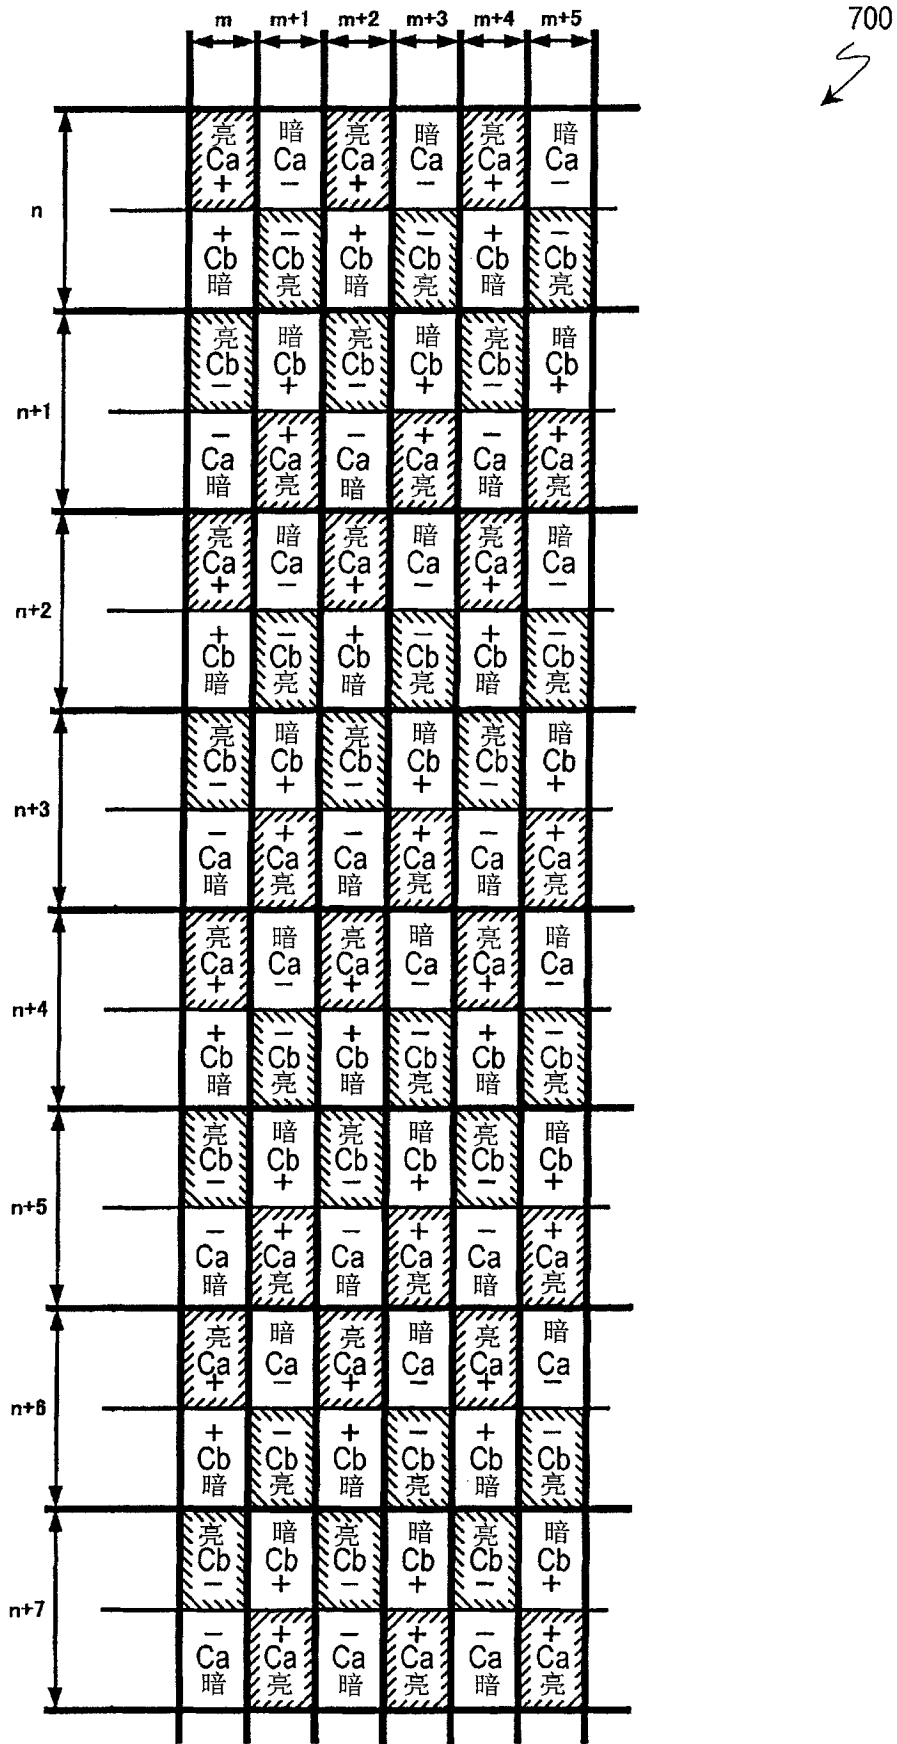 m m+1 m+2 m+3 m+4 m+5
700
n
亮 暗 亮 暗 亮 暗
Ca Ca Ca Ca Ca Ca
+ − + − + −
+ − + − + −
Cb Cb Cb Cb Cb Cb
暗 亮 暗 亮 暗 亮
n+1
亮 暗 亮 暗 亮 暗
Cb Cb Cb Cb Cb Cb
− + − + − +
− + − + − +
Ca Ca Ca Ca Ca Ca
暗 亮 暗 亮 暗 亮
n+2
亮 暗 亮 暗 亮 暗
Ca Ca Ca Ca Ca Ca
+ − + − + −
+ − + − + −
Cb Cb Cb Cb Cb Cb
暗 亮 暗 亮 暗 亮
n+3
亮 暗 亮 暗 亮 暗
Cb Cb Cb Cb Cb Cb
− + − + − +
− + − + − +
Ca Ca Ca Ca Ca Ca
暗 亮 暗 亮 暗 亮
n+4
亮 暗 亮 暗 亮 暗
Ca Ca Ca Ca Ca Ca
+ − + − + −
+ − + − + −
Cb Cb Cb Cb Cb Cb
暗 亮 暗 亮 暗 亮
n+5
亮 暗 亮 暗 亮 暗
Cb Cb Cb Cb Cb Cb
− + − + − +
− + − + − +
Ca Ca Ca Ca Ca Ca
暗 亮 暗 亮 暗 亮
n+6
亮 暗 亮 暗 亮 暗
Ca Ca Ca Ca Ca Ca
+ − + − + −
+ − + − + −
Cb Cb Cb Cb Cb Cb
暗 亮 暗 亮 暗 亮
n+7
亮 暗 亮 暗 亮 暗
Cb Cb Cb Cb Cb Cb
− + − + − +
− + − + − +
Ca Ca Ca Ca Ca Ca
暗 亮 暗 亮 暗 亮